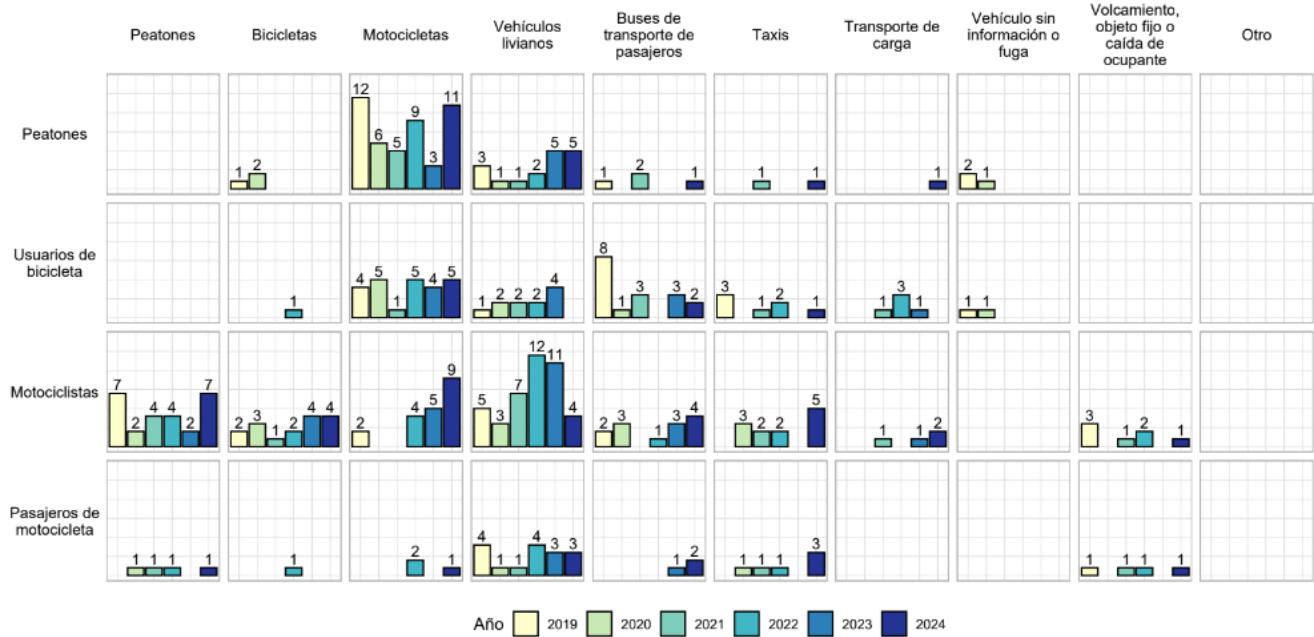 Peatones
Bicicletas
Motocicletas
Vehículos
livianos
Buses de
transporte de
pasajeros
Taxis
Transporte de
carga
Vehículo sin
información o
fuga
Volcamiento,
objeto fijo o
caída de
ocupante
Otro
Peatones
1 2
12 6 5 9 3 11
3 1 1 2 5 5
1 2 1
1 1
1
2 1
Usuarios de
bicicleta
1
4 5 1 5 4 5
1 2 2 2 4
8 1 3 3 2
3 1 2 1
1 3 1
1 1
Motociclistas
7 2 4 4 2 7
2 3 1 2 4 4
2 4 5 9
5 3 7 12 11 4
2 3 1 3 4
3 2 2 5
1 1 2
3 1 2 1
Pasajeros de
motocicleta
1 1 1 1
1
2 1
4 1 1 4 3 3
1 2
1 1 1 3
1 1 1 1
Año 2019 2020 2021 2022 2023 2024